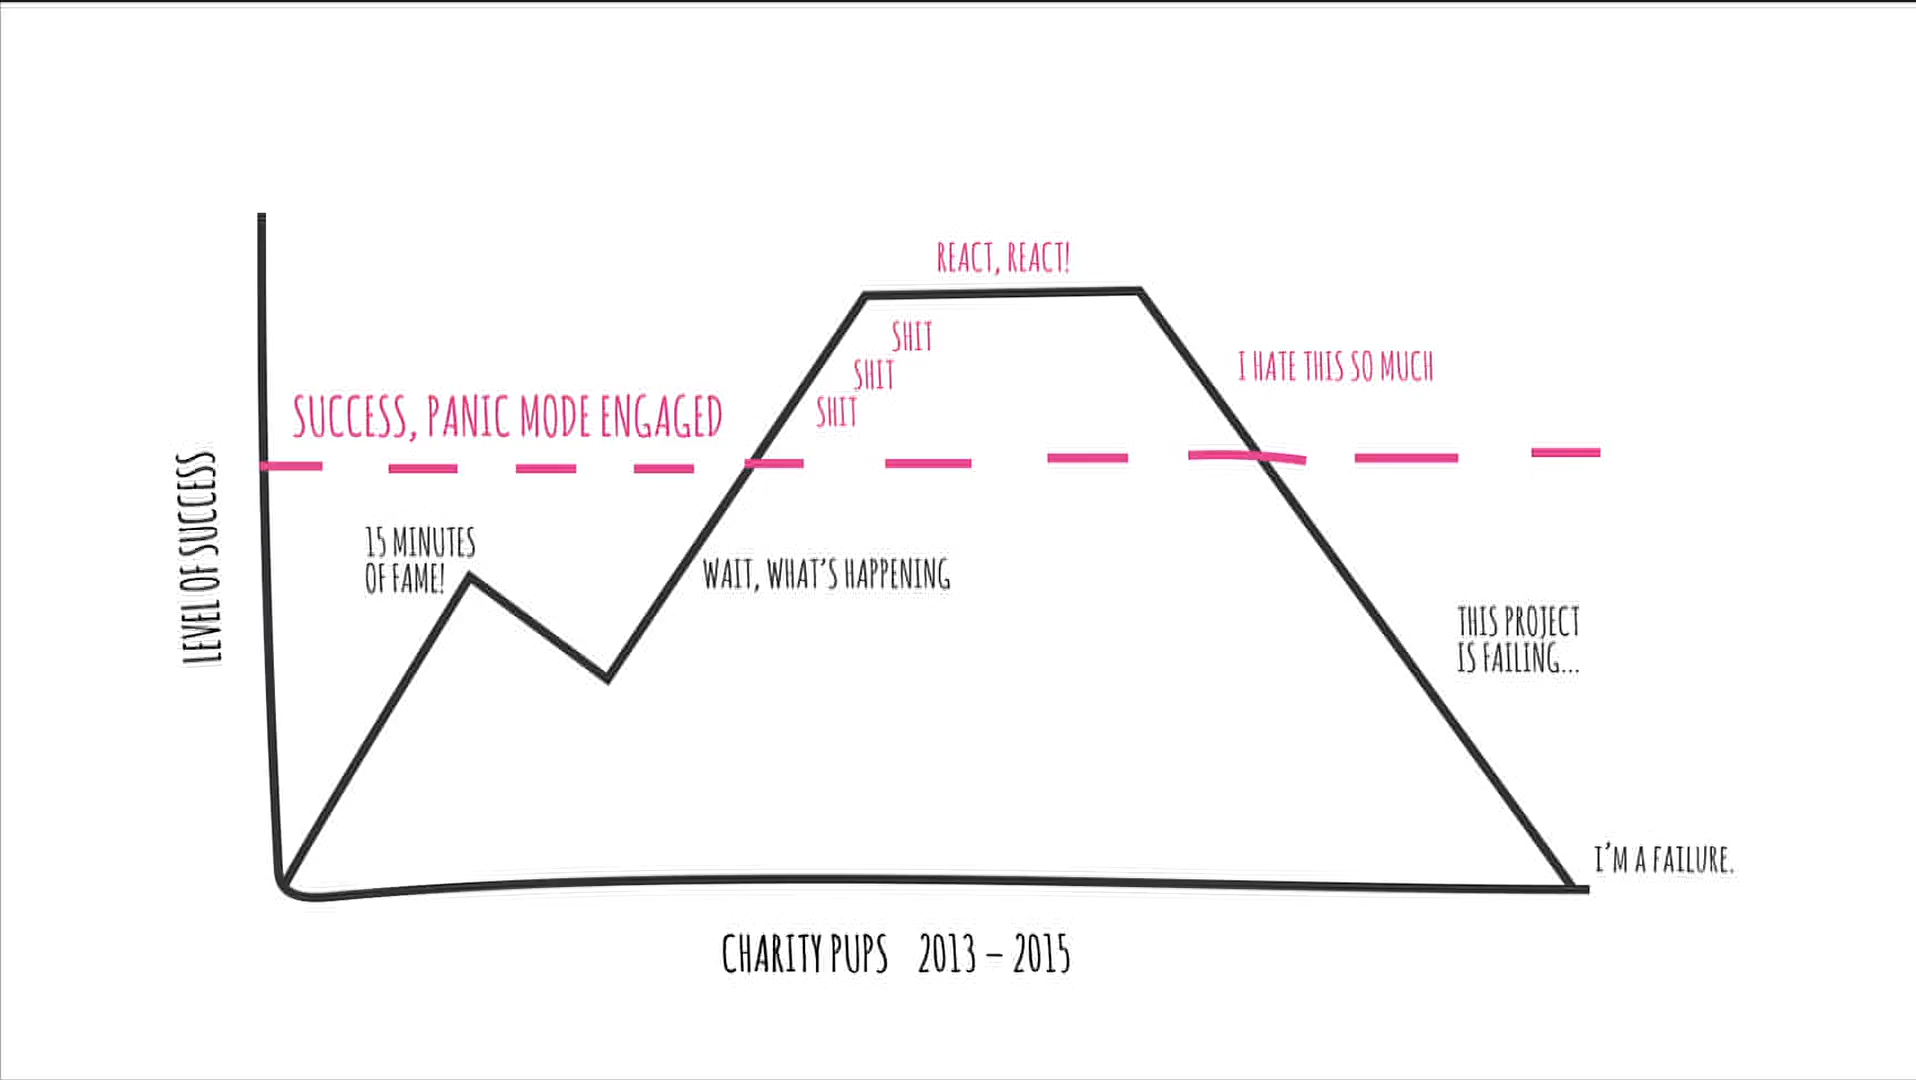 REACT, REACT!
SHIT
SHIT
SHIT
I HATE THIS SO MUCH
SUCCESS, PANIC MODE ENGAGED
LEVEL OF SUCCESS
15 MINUTES
OF FAME!
WAIT, WHAT'S HAPPENING
THIS PROJECT
IS FAILING...
I'M A FAILURE.
CHARITY PUPS 2013 – 2015